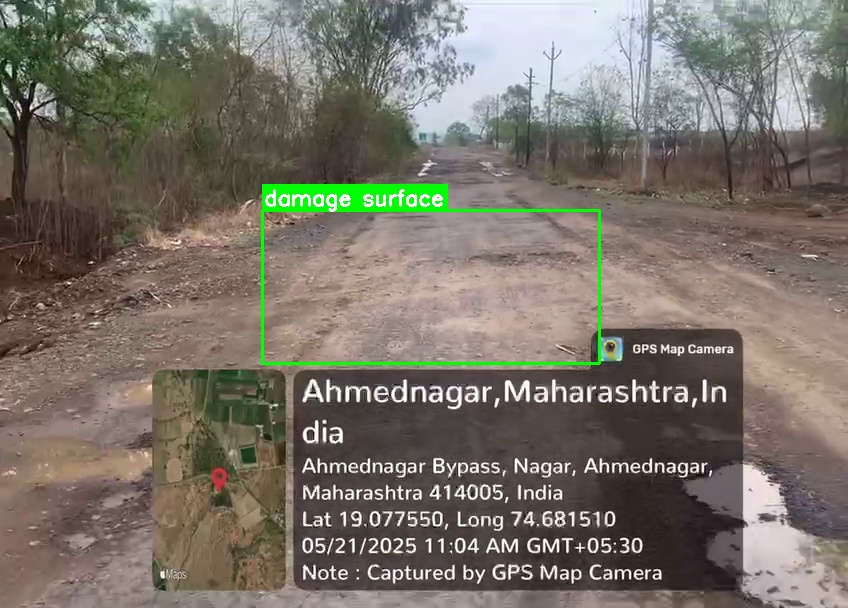 damage surface
GPS Map Camera
Ahmednagar,Maharashtra,In
dia
Ahmednagar Bypass, Nagar, Ahmednagar,
Maharashtra 414005, India
Lat 19.077550, Long 74.681510
05/21/2025 11:04 AM GMT+05:30
Note : Captured by GPS Map Camera
Maps